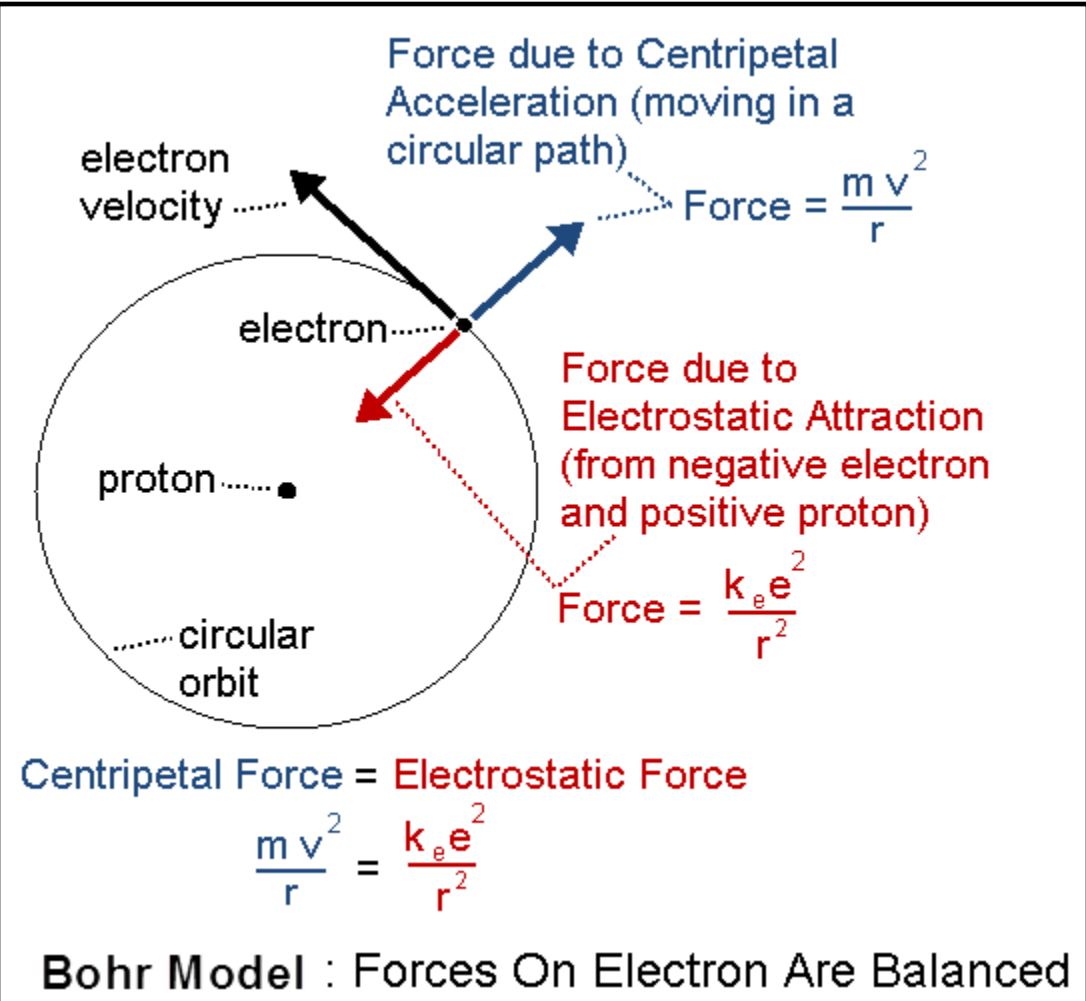 Force due to Centripetal
Acceleration (moving in a
circular path)
electron
velocity
Force = m v² / r
electron
Force due to
Electrostatic Attraction
(from negative electron
and positive proton)
proton
Force = kₑe² / r²
circular
orbit
Centripetal Force = Electrostatic Force
m v² / r = kₑe² / r²
Bohr Model : Forces On Electron Are Balanced